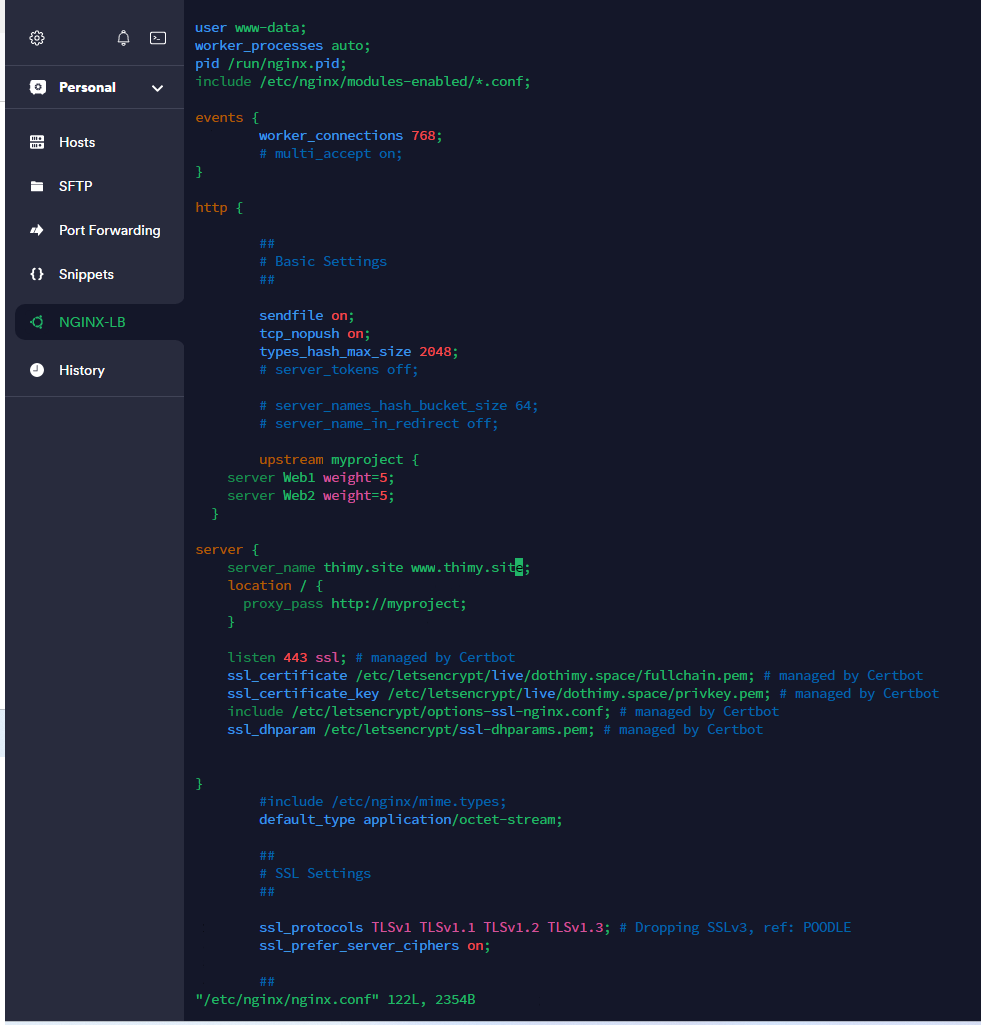 Personal
Hosts
SFTP
Port Forwarding
Snippets
NGINX-LB
History
user www-data;
worker_processes auto;
pid /run/nginx.pid;
include /etc/nginx/modules-enabled/*.conf;
events {
worker_connections 768;
# multi_accept on;
}
http {
##
# Basic Settings
##
sendfile on;
tcp_nopush on;
types_hash_max_size 2048;
# server_tokens off;
# server_names_hash_bucket_size 64;
# server_name_in_redirect off;
upstream myproject {
server Web1 weight=5;
server Web2 weight=5;
}
server {
server_name thimy.site www.thimy.site;
location / {
proxy_pass http://myproject;
}
listen 443 ssl; # managed by Certbot
ssl_certificate /etc/letsencrypt/live/dothimy.space/fullchain.pem; # managed by Certbot
ssl_certificate_key /etc/letsencrypt/live/dothimy.space/privkey.pem; # managed by Certbot
include /etc/letsencrypt/options-ssl-nginx.conf; # managed by Certbot
ssl_dhparam /etc/letsencrypt/ssl-dhparams.pem; # managed by Certbot
}
#include /etc/nginx/mime.types;
default_type application/octet-stream;
##
# SSL Settings
##
ssl_protocols TLSv1 TLSv1.1 TLSv1.2 TLSv1.3; # Dropping SSLv3, ref: POODLE
ssl_prefer_server_ciphers on;
##
"/etc/nginx/nginx.conf" 122L, 2354B